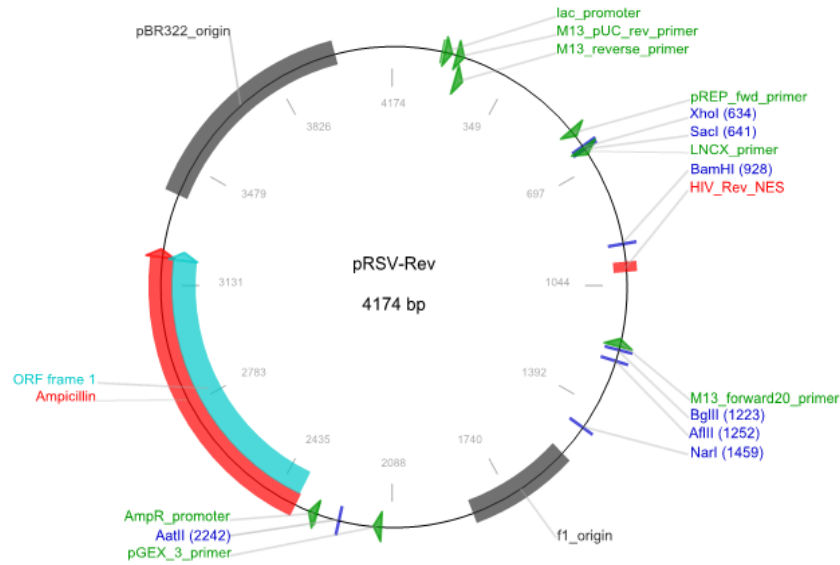 lac_promoter
pBR322_origin
M13_pUC_rev_primer
M13_reverse_primer
4174
3826
349
pREP_fwd_primer
XhoI (634)
SacI (641)
LNCX_primer
BamHI (928)
HIV_Rev_NES
3479
697
pRSV-Rev
4174 bp
3131
1044
ORF frame 1
Ampicillin
2783
1392
M13_forward20_primer
BglII (1223)
AflII (1252)
NarI (1459)
2435
1740
2088
AmpR_promoter
AatII (2242)
pGEX_3_primer
f1_origin